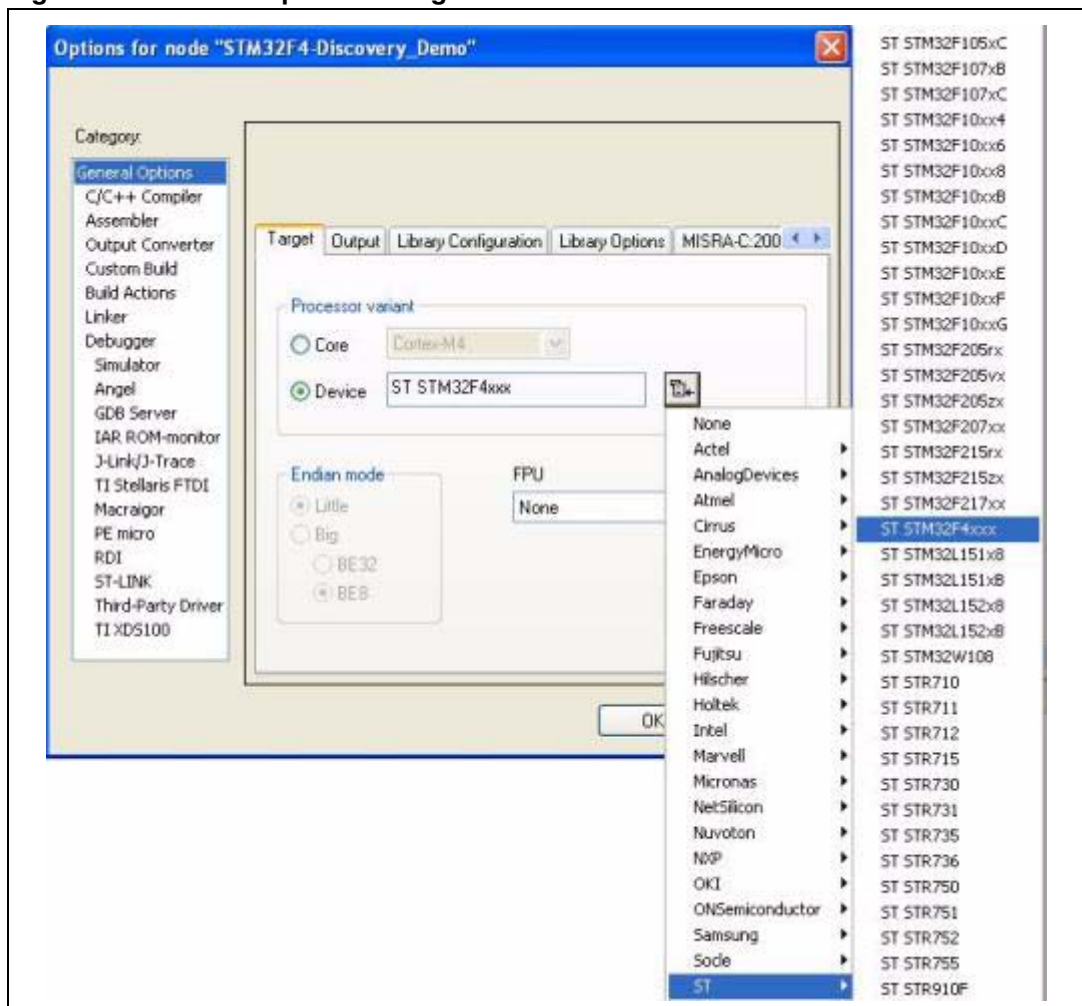 Options for node "STM32F4-Discovery_Demo"
Category:
General Options
C/C++ Compiler
Assembler
Output Converter
Custom Build
Build Actions
Linker
Debugger
Simulator
Angel
GDB Server
IAR ROM-monitor
J-Link/J-Trace
TI Stellaris FTDI
Macraigor
PE micro
RDI
ST-LINK
Third-Party Driver
TI XDS100
Target Output Library Configuration Library Options MISRA-C:200
Processor variant
Core Cortex-M4
Device ST STM32F4xxx
Endian mode
Little
Big
BE32
BE8
FPU
None
OK
None
Actel
AnalogDevices
Atmel
Cirrus
EnergyMicro
Epson
Faraday
Freescale
Fujitsu
Hilscher
Holtek
Intel
Marvell
Micronas
NetSilicon
Nuvoton
NXP
OKI
ONSemiconductor
Samsung
Socle
ST
ST STM32F105xC
ST STM32F107xB
ST STM32F107xC
ST STM32F10xx4
ST STM32F10xx6
ST STM32F10xx8
ST STM32F10xxB
ST STM32F10xxC
ST STM32F10xxD
ST STM32F10xxE
ST STM32F10xxF
ST STM32F10xxG
ST STM32F205rx
ST STM32F205vx
ST STM32F205zx
ST STM32F207xx
ST STM32F215rx
ST STM32F215zx
ST STM32F217xx
ST STM32F4xxx
ST STM32L151x8
ST STM32L151xB
ST STM32L152x8
ST STM32L152xB
ST STM32W108
ST STR710
ST STR711
ST STR712
ST STR715
ST STR730
ST STR731
ST STR735
ST STR736
ST STR750
ST STR751
ST STR752
ST STR755
ST STR910F